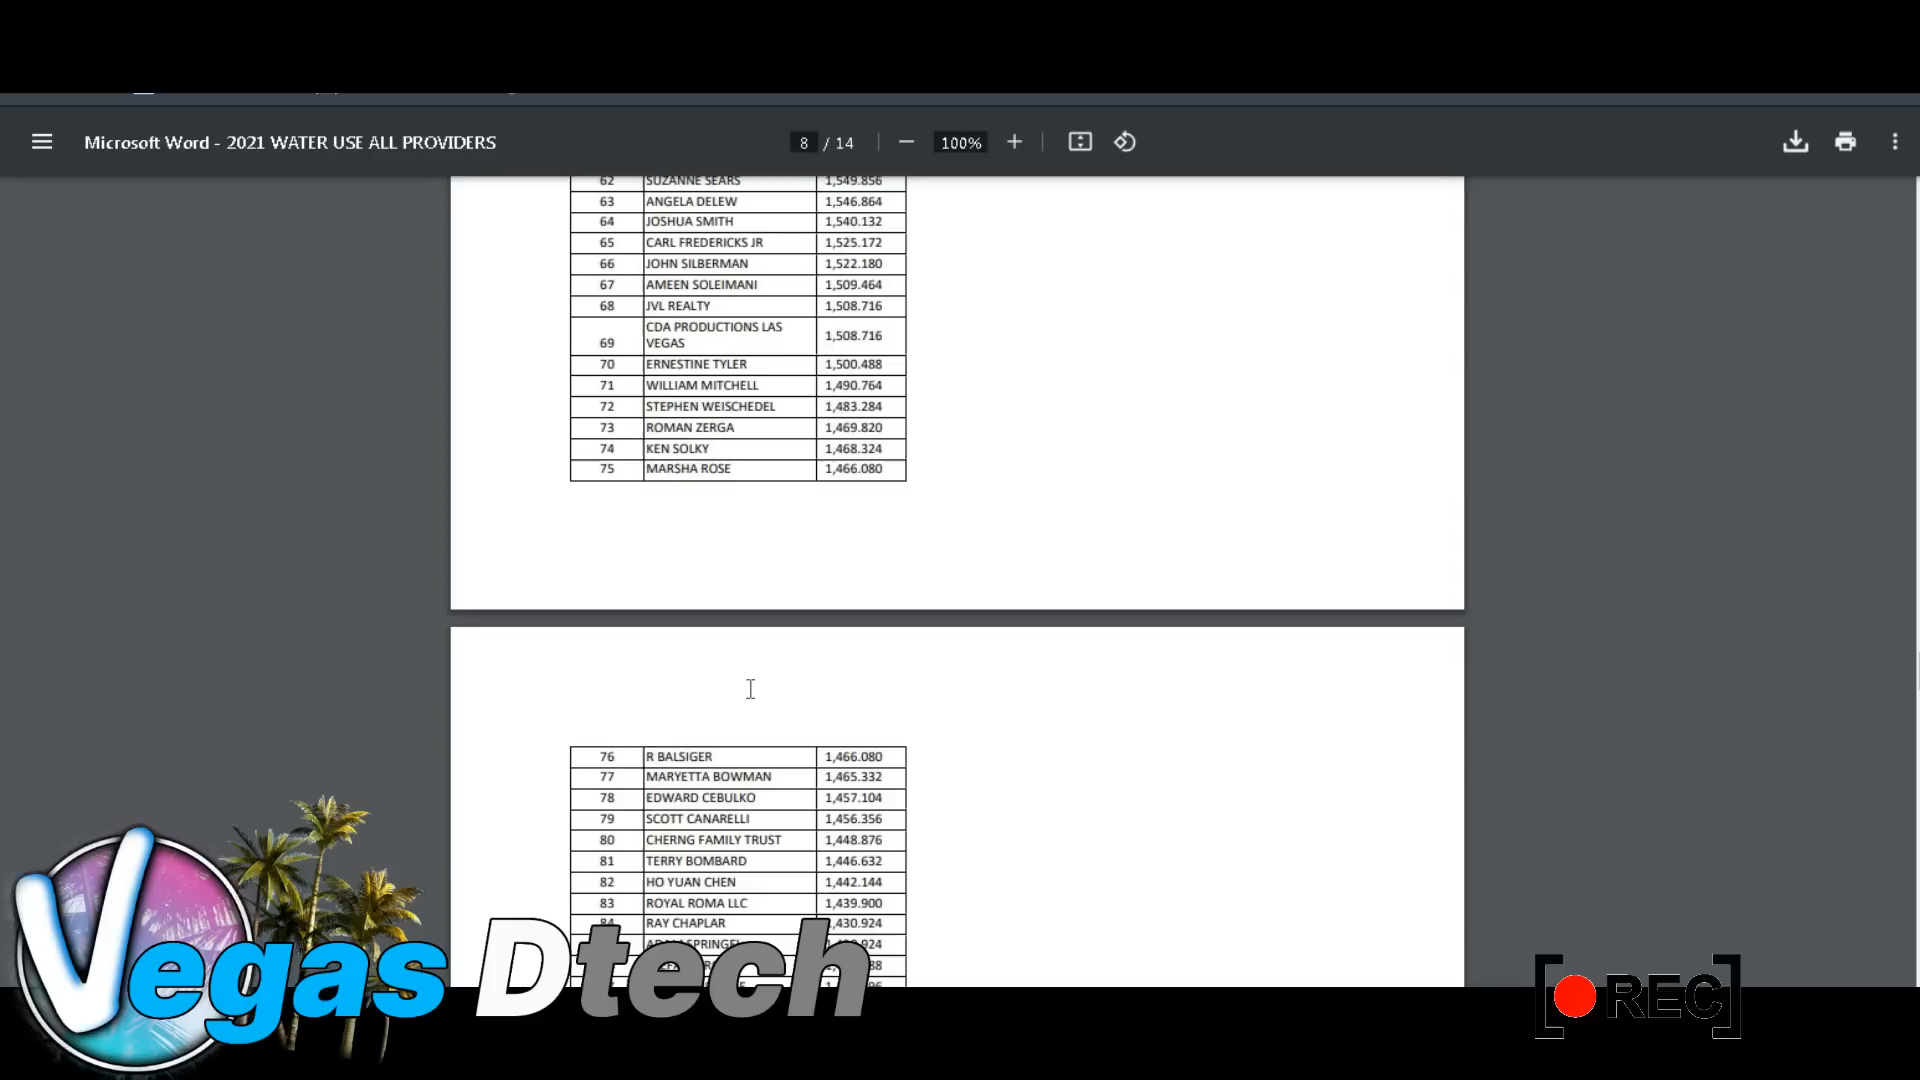 Microsoft Word - 2021 WATER USE ALL PROVIDERS
8 / 14
100%
62 SUZANNE SEARS 1,549.856
63 ANGELA DELEW 1,546.864
64 JOSHUA SMITH 1,540.132
65 CARL FREDERICKS JR 1,525.172
66 JOHN SILBERMAN 1,522.180
67 AMEEN SOLEIMANI 1,509.464
68 JVL REALTY 1,508.716
69 CDA PRODUCTIONS LAS
VEGAS 1,508.716
70 ERNESTINE TYLER 1,500.488
71 WILLIAM MITCHELL 1,490.764
72 STEPHEN WEISCHEDEL 1,483.284
73 ROMAN ZERGA 1,469.820
74 KEN SOLKY 1,468.324
75 MARSHA ROSE 1,466.080
76 R BALSIGER 1,466.080
77 MARYETTA BOWMAN 1,465.332
78 EDWARD CEBULKO 1,457.104
79 SCOTT CANARELLI 1,456.356
80 CHERNG FAMILY TRUST 1,448.876
81 TERRY BOMBARD 1,446.632
82 HO YUAN CHEN 1,442.144
83 ROYAL ROMA LLC 1,439.900
84 RAY CHAPLAR 1,430.924
Vegas Dtech
REC